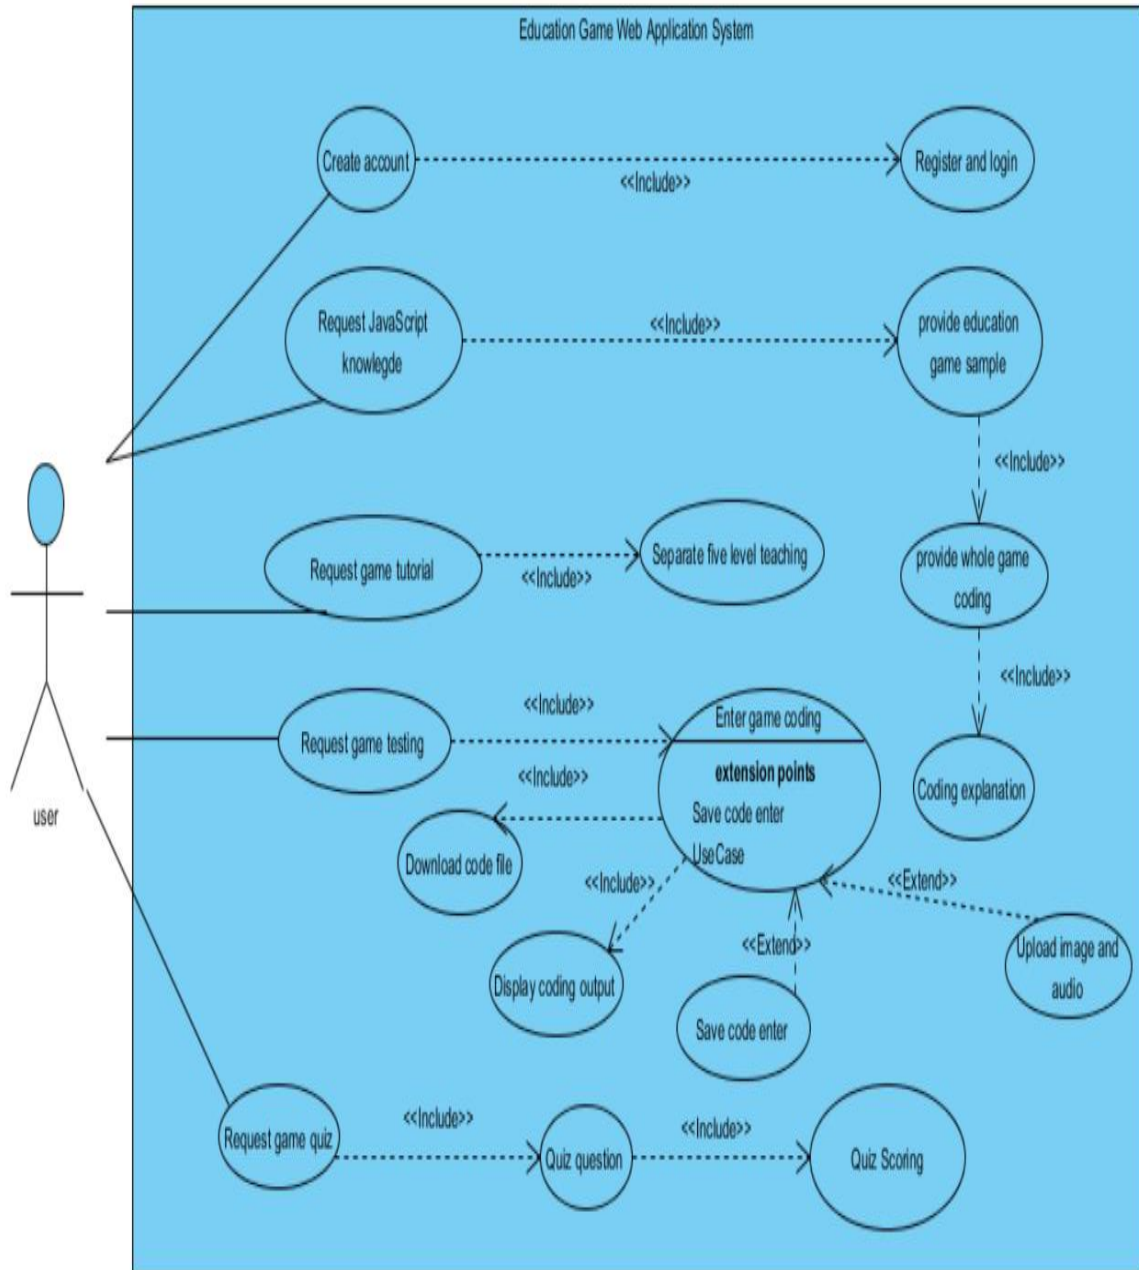 Education Game Web Application System
Create account
<<Include>>
Register and login
Request JavaScript
knowlegde
<<Include>>
provide education
game sample
<<Include>>
Request game tutorial
<<Include>>
Separate five level teaching
provide whole game
coding
<<Include>>
Request game testing
<<Include>>
Enter game coding
extension points
Save code enter
UseCase
Coding explanation
<<Include>>
Download code file
<<Include>>
Display coding output
<<Extend>>
Save code enter
<<Extend>>
Upload image and
audio
user
Request game quiz
<<Include>>
Quiz question
<<Include>>
Quiz Scoring